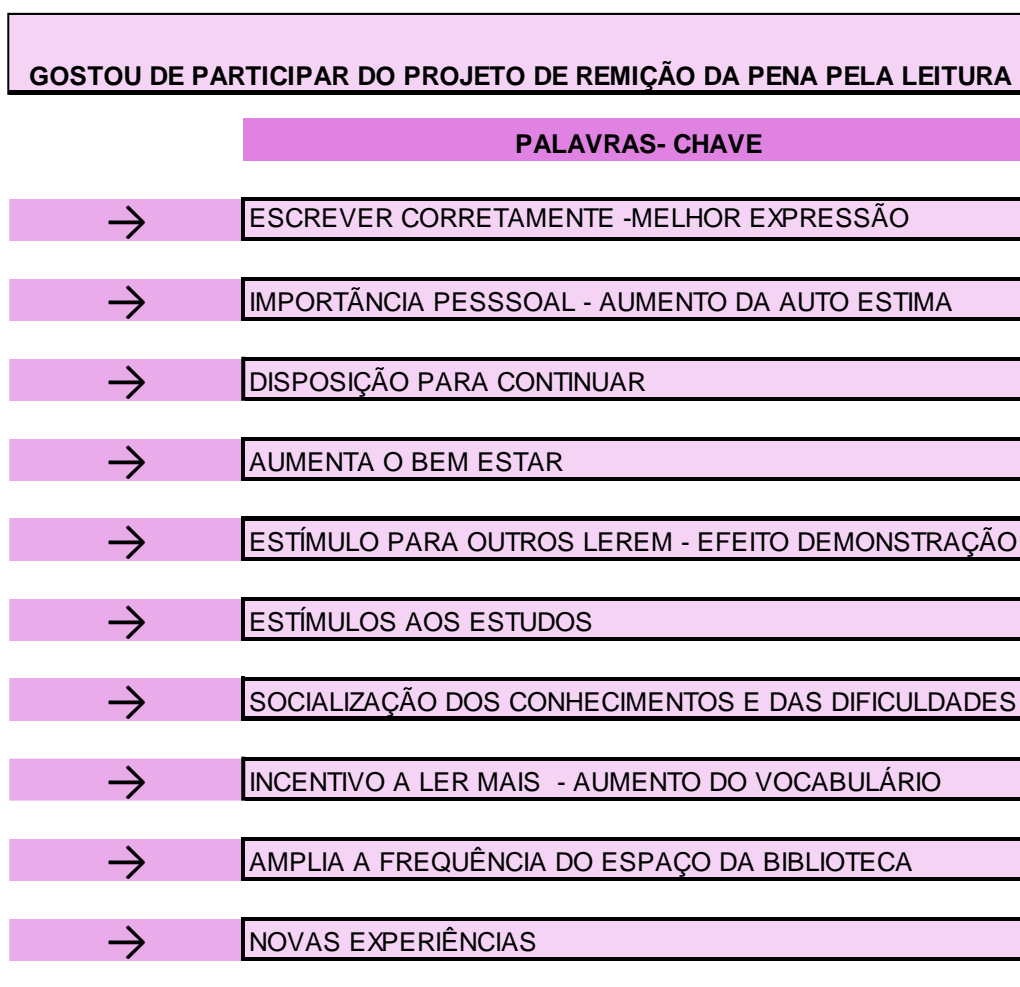 GOSTOU DE PARTICIPAR DO PROJETO DE REMIÇÃO DA PENA PELA LEITURA
PALAVRAS- CHAVE
→ ESCREVER CORRETAMENTE -MELHOR EXPRESSÃO
→ IMPORTÃNCIA PESSSOAL - AUMENTO DA AUTO ESTIMA
→ DISPOSIÇÃO PARA CONTINUAR
→ AUMENTA O BEM ESTAR
→ ESTÍMULO PARA OUTROS LEREM - EFEITO DEMONSTRAÇÃO
→ ESTÍMULOS AOS ESTUDOS
→ SOCIALIZAÇÃO DOS CONHECIMENTOS E DAS DIFICULDADES
→ INCENTIVO A LER MAIS  - AUMENTO DO VOCABULÁRIO
→ AMPLIA A FREQUÊNCIA DO ESPAÇO DA BIBLIOTECA
→ NOVAS EXPERIÊNCIAS